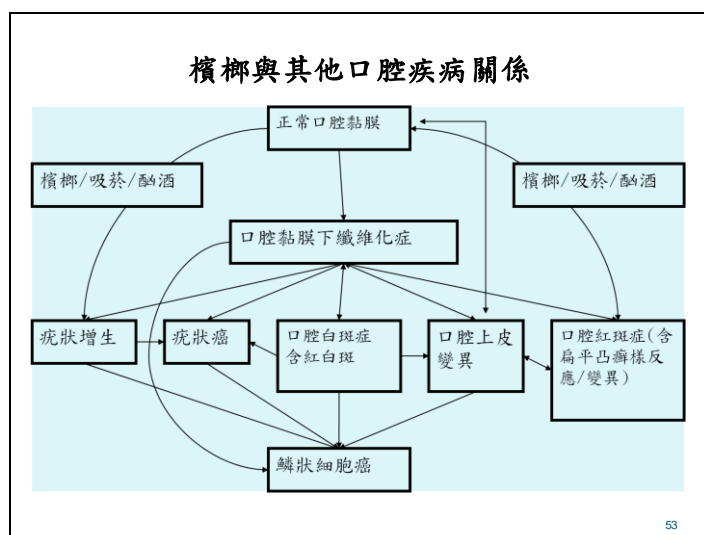 檳榔與其他口腔疾病關係
正常口腔黏膜
檳榔/吸菸/酗酒
檳榔/吸菸/酗酒
口腔黏膜下纖維化症
疣狀增生
疣狀癌
口腔白斑症
含紅白斑
口腔上皮
變異
口腔紅斑症(含
扁平凸癬樣反
應/變異)
鱗狀細胞癌
53